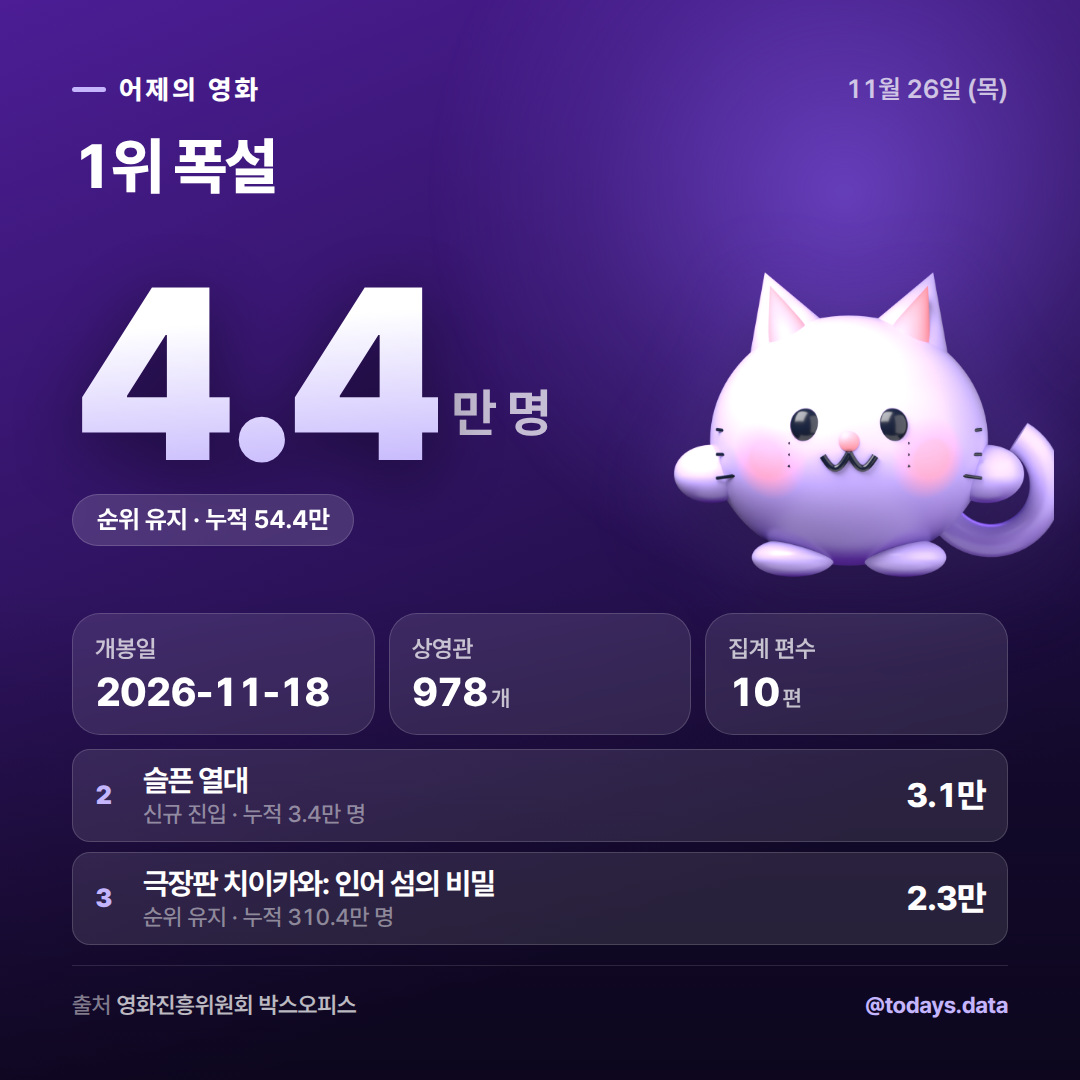 어제의 영화
11월 26일 (목)
1위 폭설
4.4만 명
순위 유지 · 누적 54.4만
개봉일
2026-11-18
상영관
978개
집계 편수
10편
2
슬픈 열대
신규 진입 · 누적 3.4만 명
3.1만
3
극장판 치이카와: 인어 섬의 비밀
순위 유지 · 누적 310.4만 명
2.3만
출처 영화진흥위원회 박스오피스
@todays.data